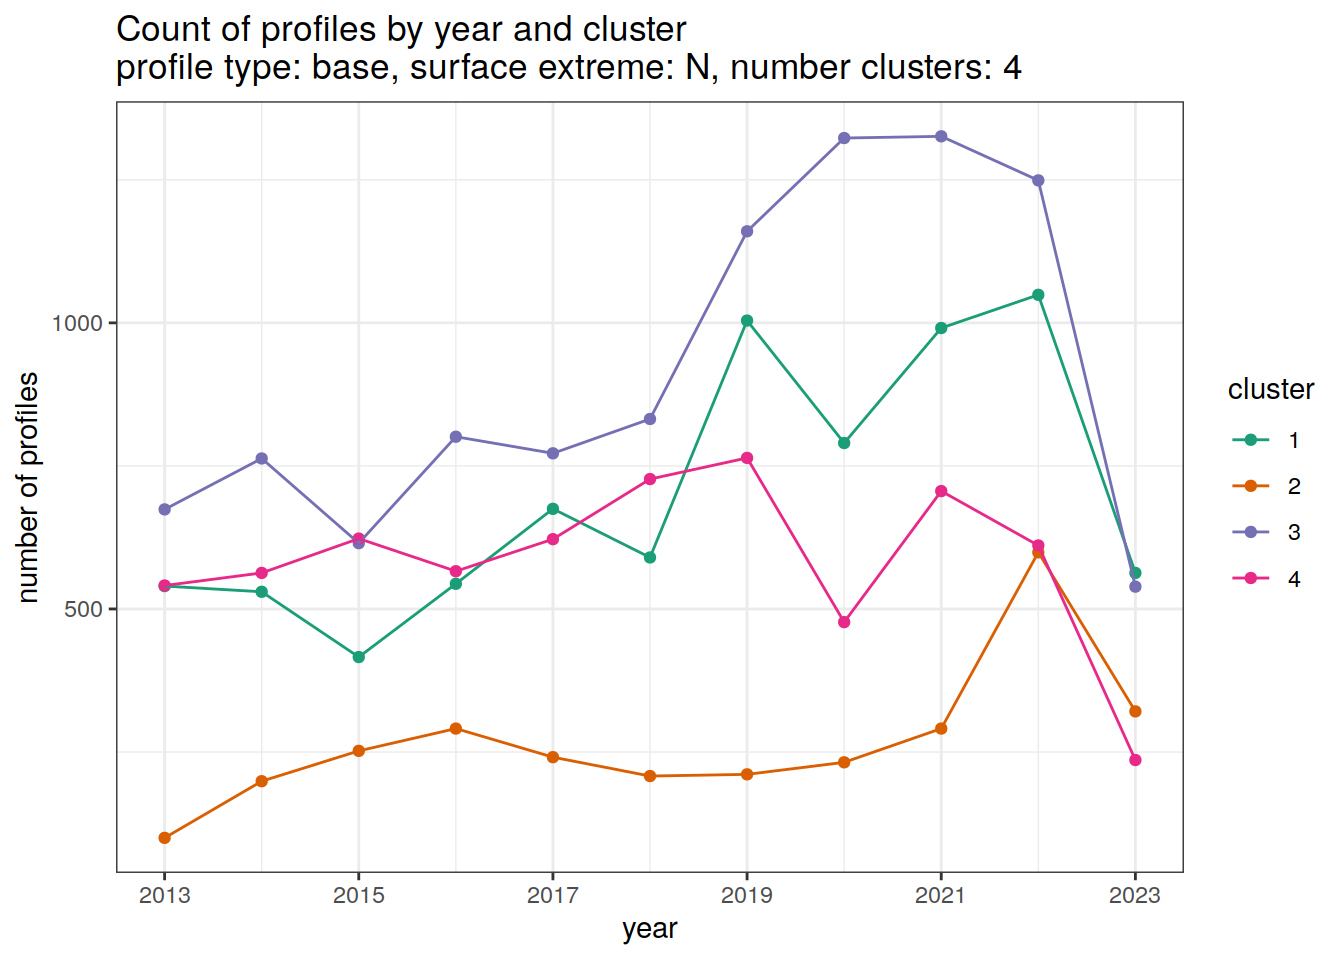 Count of profiles by year and cluster
profile type: base, surface extreme: N, number clusters: 4
number of profiles
1000
500
2013 2015 2017 2019 2021 2023
year
cluster
1
2
3
4